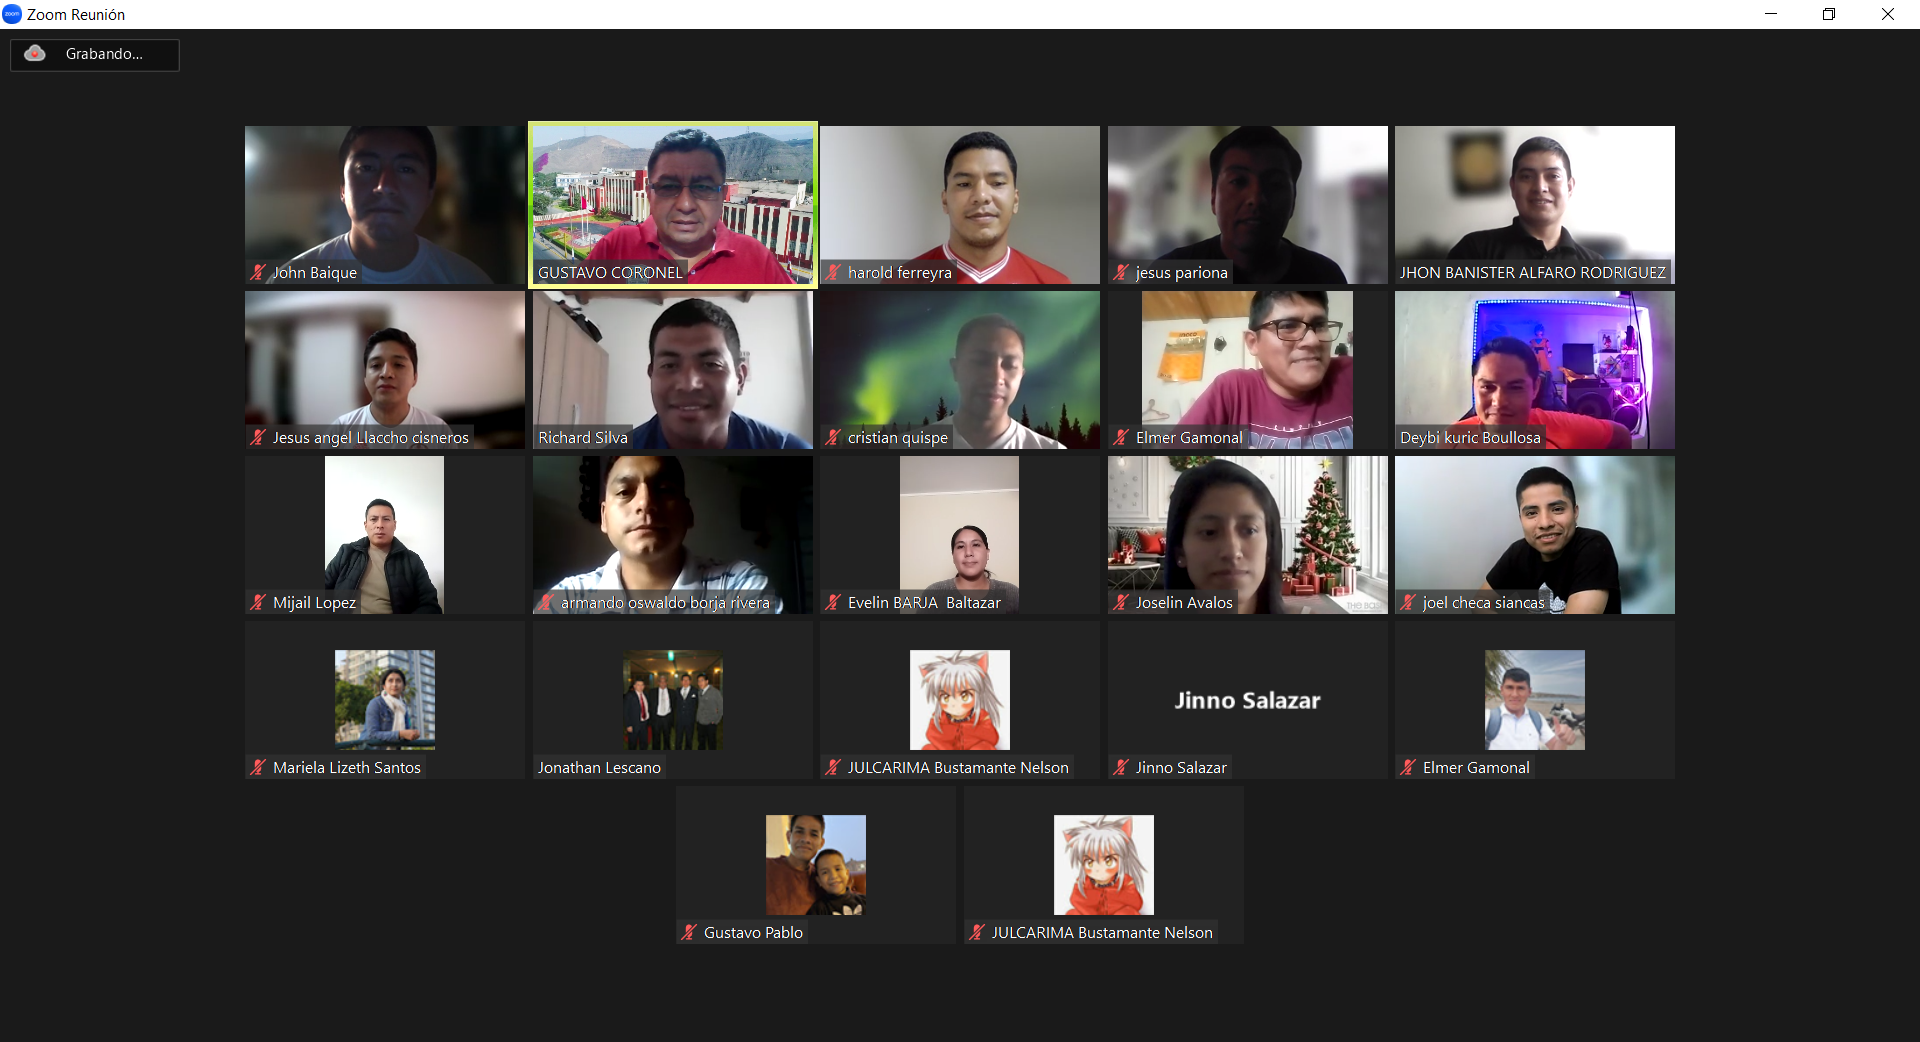 Zoom Reunión
Grabando...
John Baique
GUSTAVO CORONEL
harold ferreyra
jesus pariona
JHON BANISTER ALFARO RODRIGUEZ
Jesus angel Llaccho cisneros
Richard Silva
cristian quispe
Elmer Gamonal
Deybi kuric Boullosa
Mijail Lopez
armando oswaldo borja rivera
Evelin BARJA Baltazar
Joselin Avalos
joel checa siancas
Mariela Lizeth Santos
Jonathan Lescano
JULCARIMA Bustamante Nelson
Jinno Salazar
Jinno Salazar
Elmer Gamonal
Gustavo Pablo
JULCARIMA Bustamante Nelson